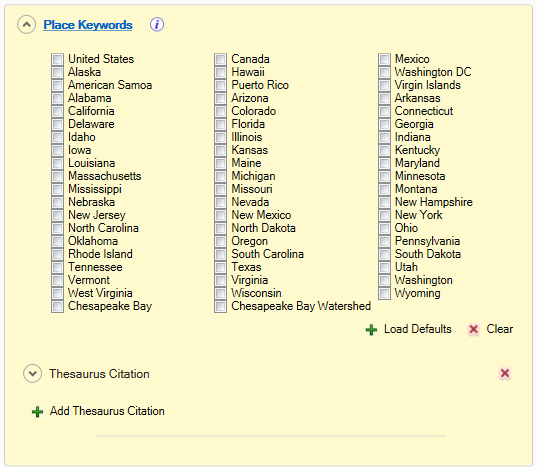 Place Keywords
United States Canada Mexico
Alaska Hawaii Washington DC
American Samoa Puerto Rico Virgin Islands
Alabama Arizona Arkansas
California Colorado Connecticut
Delaware Florida Georgia
Idaho Illinois Indiana
Iowa Kansas Kentucky
Louisiana Maine Maryland
Massachusetts Michigan Minnesota
Mississippi Missouri Montana
Nebraska Nevada New Hampshire
New Jersey New Mexico New York
North Carolina North Dakota Ohio
Oklahoma Oregon Pennsylvania
Rhode Island South Carolina South Dakota
Tennessee Texas Utah
Vermont Virginia Washington
West Virginia Wisconsin Wyoming
Chesapeake Bay Chesapeake Bay Watershed
Load Defaults Clear
Thesaurus Citation
Add Thesaurus Citation